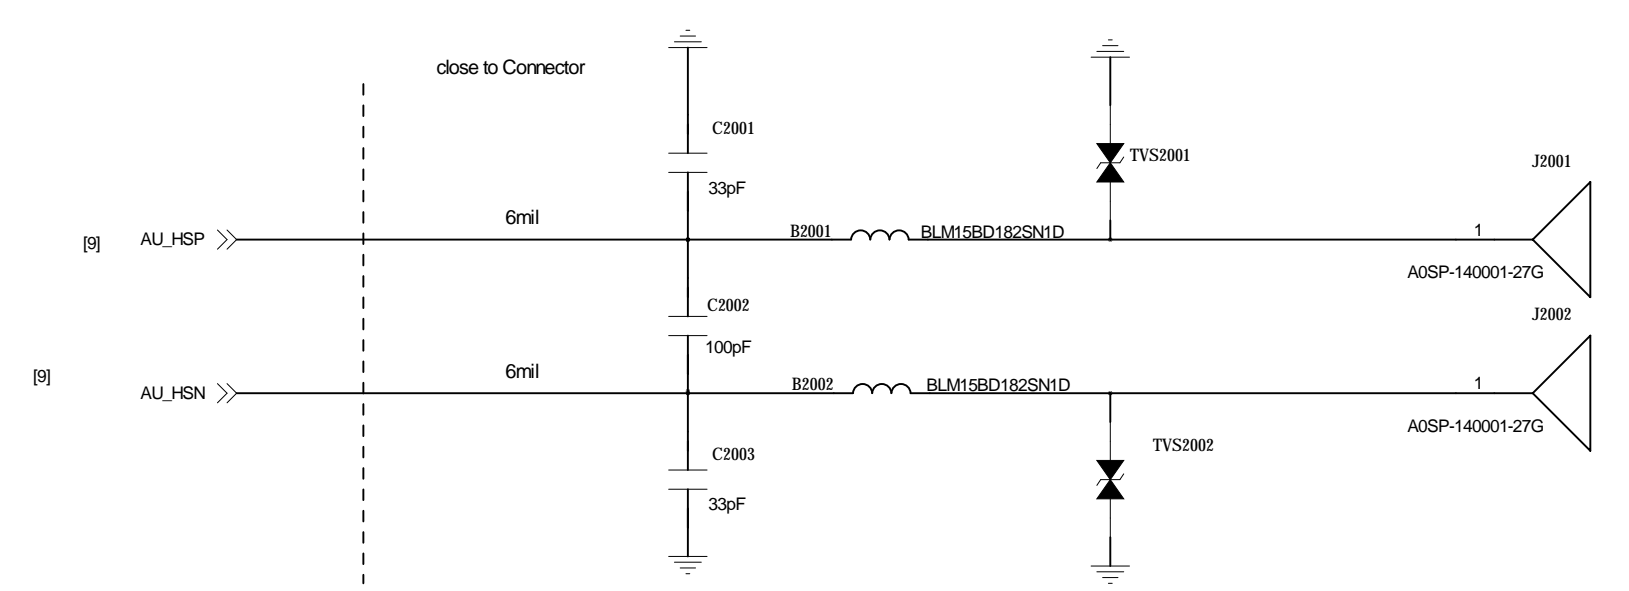 close to Connector
C2001
33pF
TVS2001
J2001
[9]
AU_HSP
6mil
B2001
BLM15BD182SN1D
1
A0SP-140001-27G
C2002
100pF
J2002
[9]
AU_HSN
6mil
B2002
BLM15BD182SN1D
1
A0SP-140001-27G
C2003
33pF
TVS2002